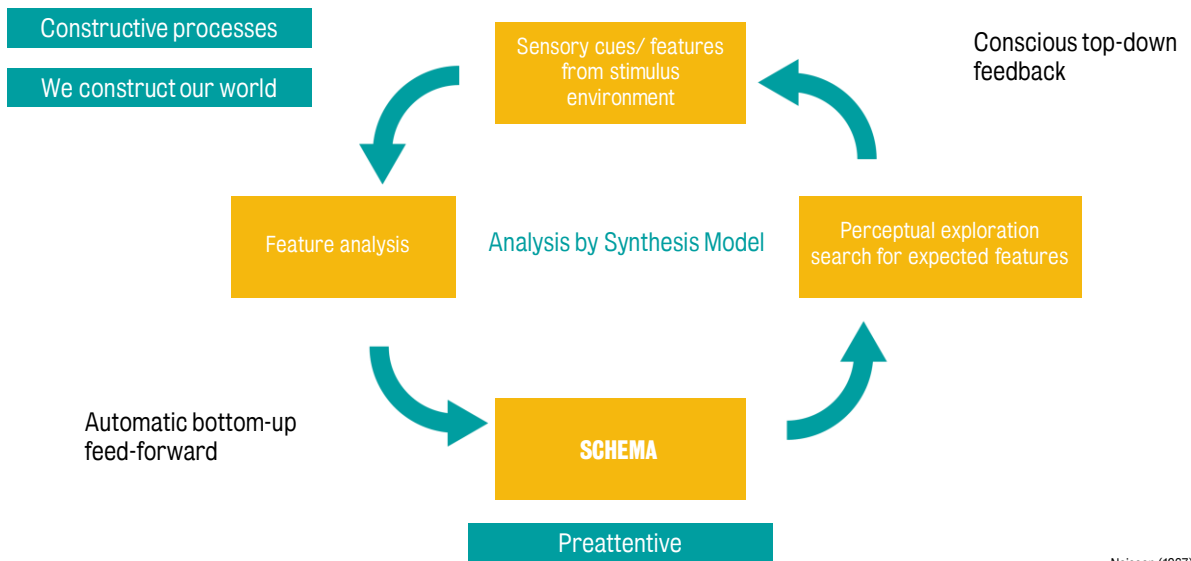 Constructive processes
We construct our world
Sensory cues/ features
from stimulus
environment
Conscious top-down
feedback
Feature analysis
Analysis by Synthesis Model
Perceptual exploration
search for expected features
Automatic bottom-up
feed-forward
SCHEMA
Preattentive